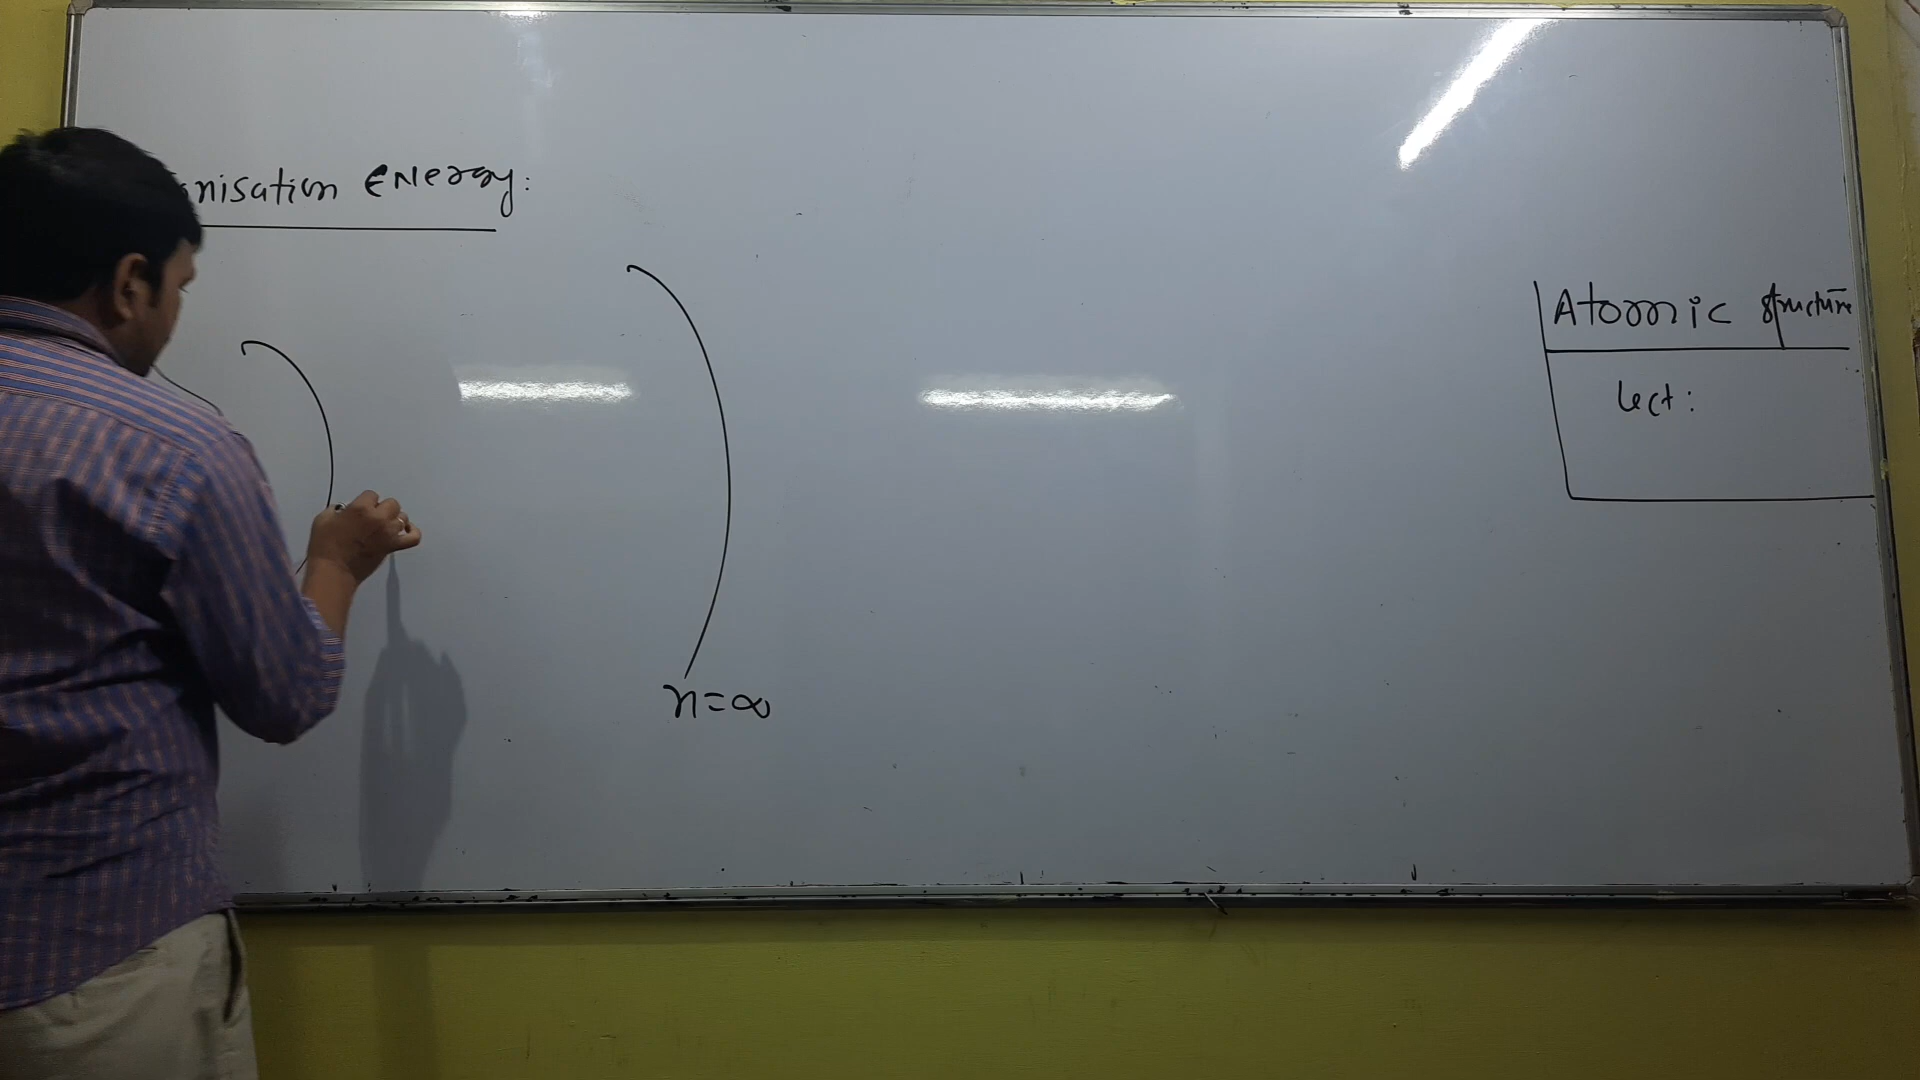 nisation Energy:
n=∞
Atomic structure
Lect: